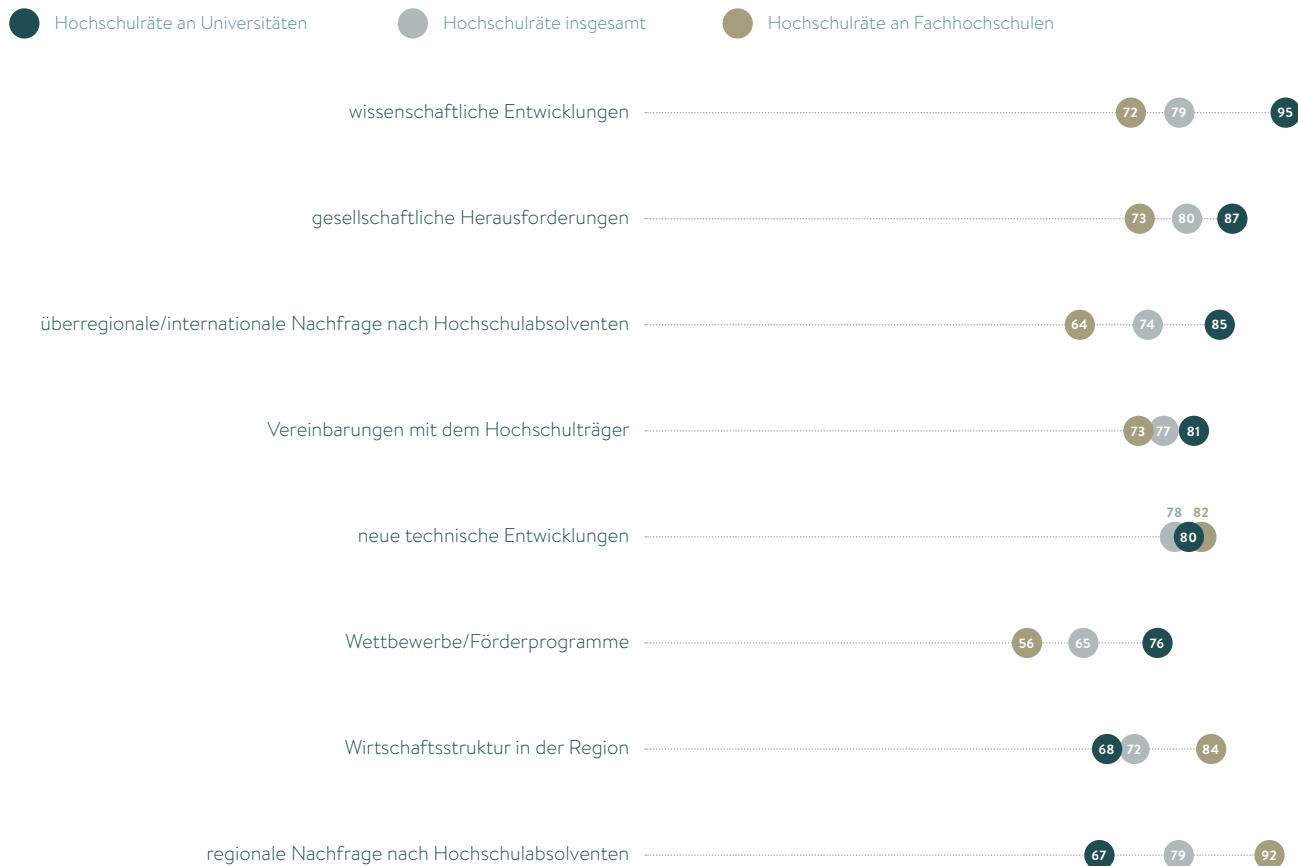 Hochschulräte an Universitäten Hochschulräte insgesamt Hochschulräte an Fachhochschulen
wissenschaftliche Entwicklungen 72 79 95
gesellschaftliche Herausforderungen 73 80 87
überregionale/internationale Nachfrage nach Hochschulabsolventen 64 74 85
Vereinbarungen mit dem Hochschulträger 73 77 81
78 82
neue technische Entwicklungen 80
Wettbewerbe/Förderprogramme 56 65 76
Wirtschaftsstruktur in der Region 68 72 84
regionale Nachfrage nach Hochschulabsolventen 67 79 92